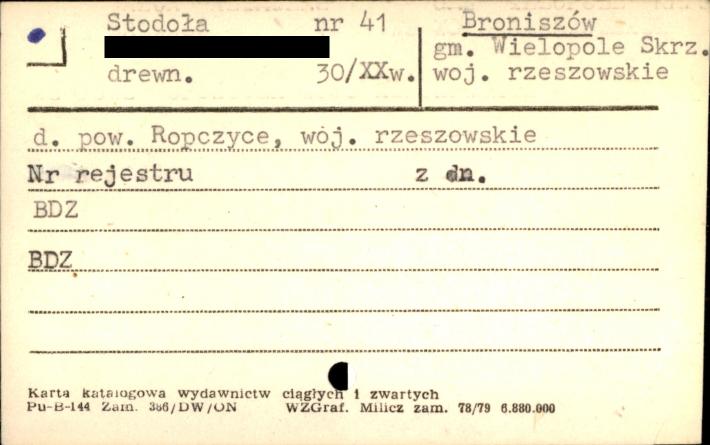 Stodoła nr 41 Broniszów
gm. Wielopole Skrz.
drewn. 30/XXw. woj. rzeszowskie
d. pow. Ropczyce, woj. rzeszowskie
Nr rejestru z dn.
BDZ
BDZ
Karta katalogowa wydawnictw ciągłych i zwartych
Pu-B-144 Zam. 386/DW/ON WZGraf. Milicz zam. 78/79 6.880.000